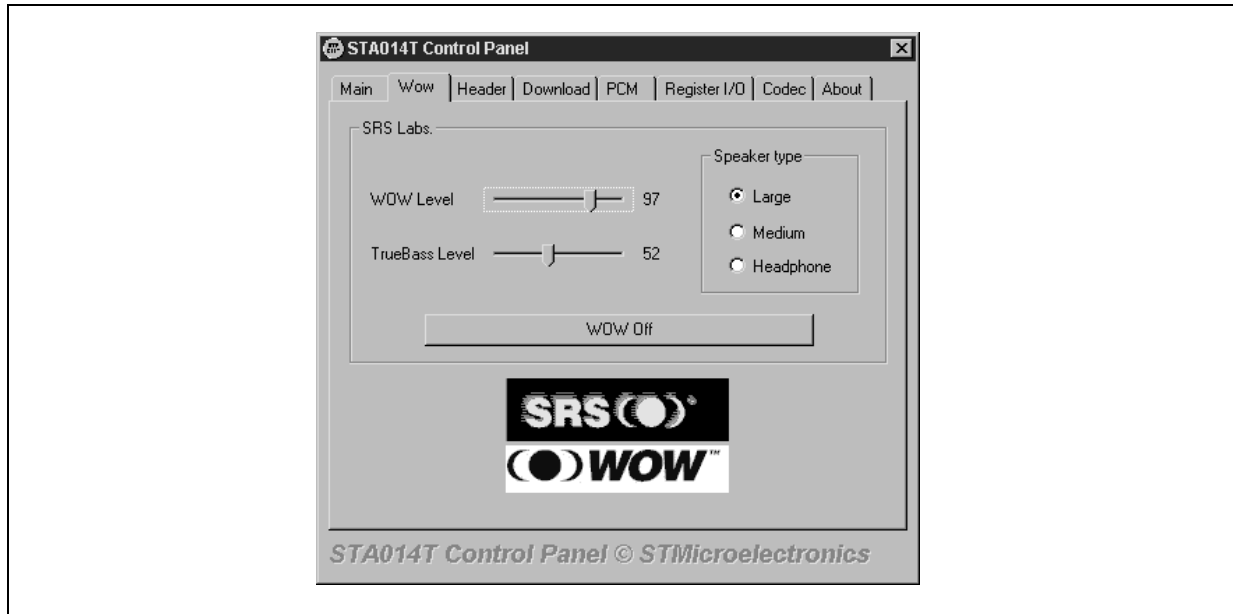 STA014T Control Panel
Main Wow Header Download PCM Register I/O Codec About
SRS Labs.
Speaker type
WOW Level 97
Large
Medium
TrueBass Level 52
Headphone
WOW Off
SRS(●)®
(●)WOW™
STA014T Control Panel © STMicroelectronics